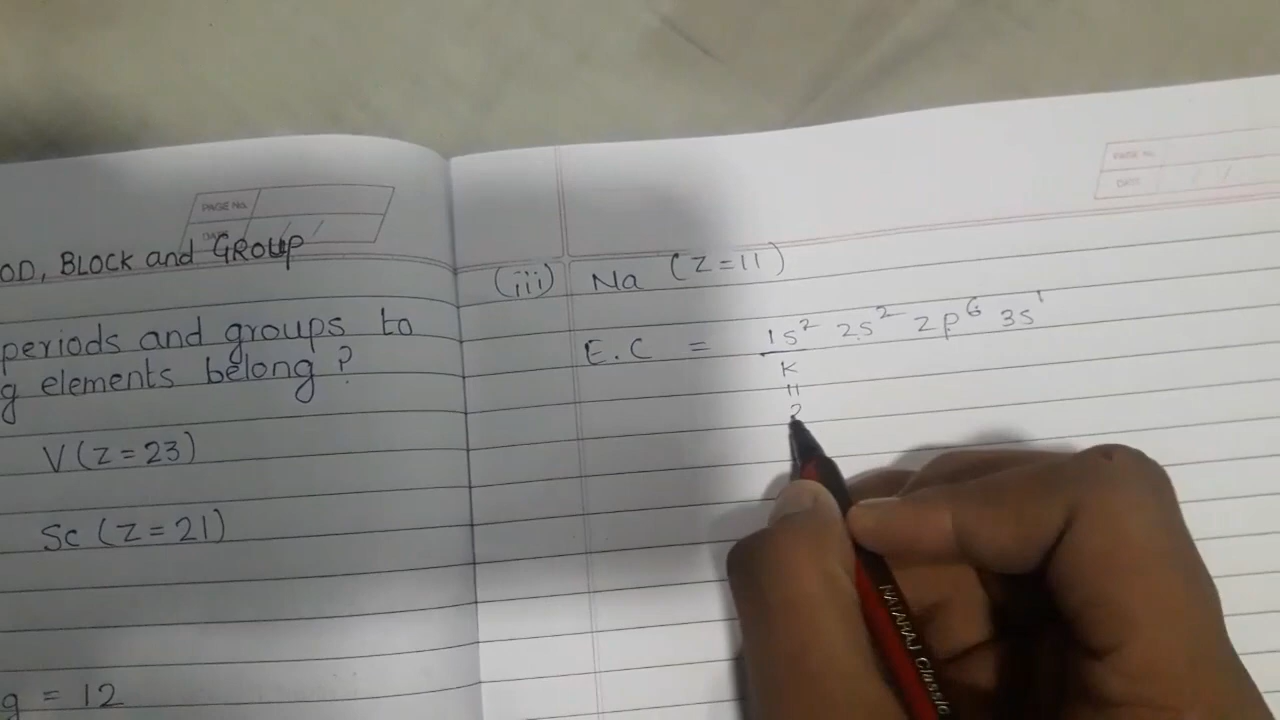 PAGE No.
DATE / /
OD, BLOCK and GROUP
periods and groups to
g elements belong?
V (Z = 23)
Sc (Z = 21)
g = 12
PAGE No.
DATE / /
(iii) Na (Z = 11)
E.C = 1s² 2s² 2p⁶ 3s¹
K
=
2
NATARAJ Classic